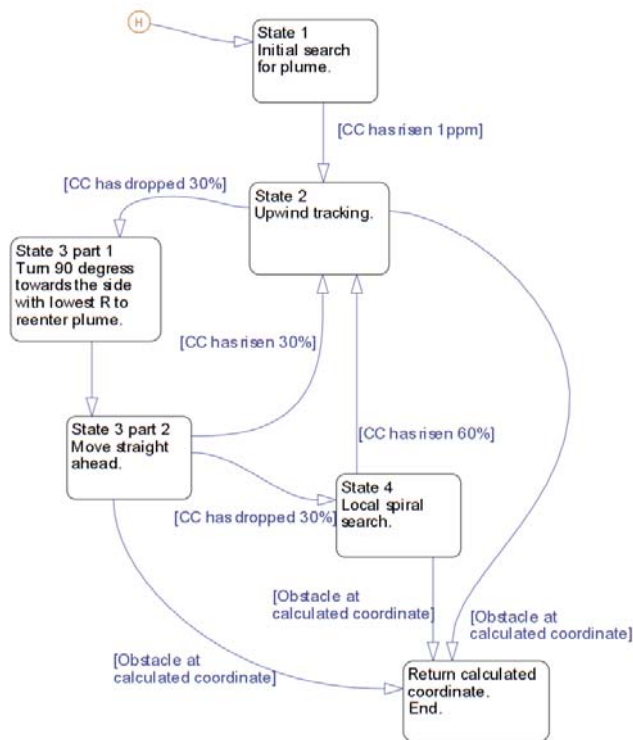 H
State 1
Initial search
for plume.
[CC has risen 1ppm]
[CC has dropped 30%]
State 2
Upwind tracking.
State 3 part 1
Turn 90 degress
towards the side
with lowest R to
reenter plume.
[CC has risen 30%]
State 3 part 2
Move straight
ahead.
[CC has risen 60%]
State 4
Local spiral
search.
[CC has dropped 30%]
[Obstacle at
calculated coordinate]
[Obstacle at
calculated coordinate]
[Obstacle at
calculated coordinate]
Return calculated
coordinate.
End.